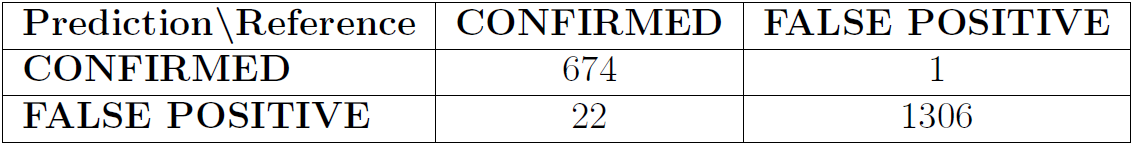 Prediction\Reference CONFIRMED FALSE POSITIVE
CONFIRMED 674 1
FALSE POSITIVE 22 1306